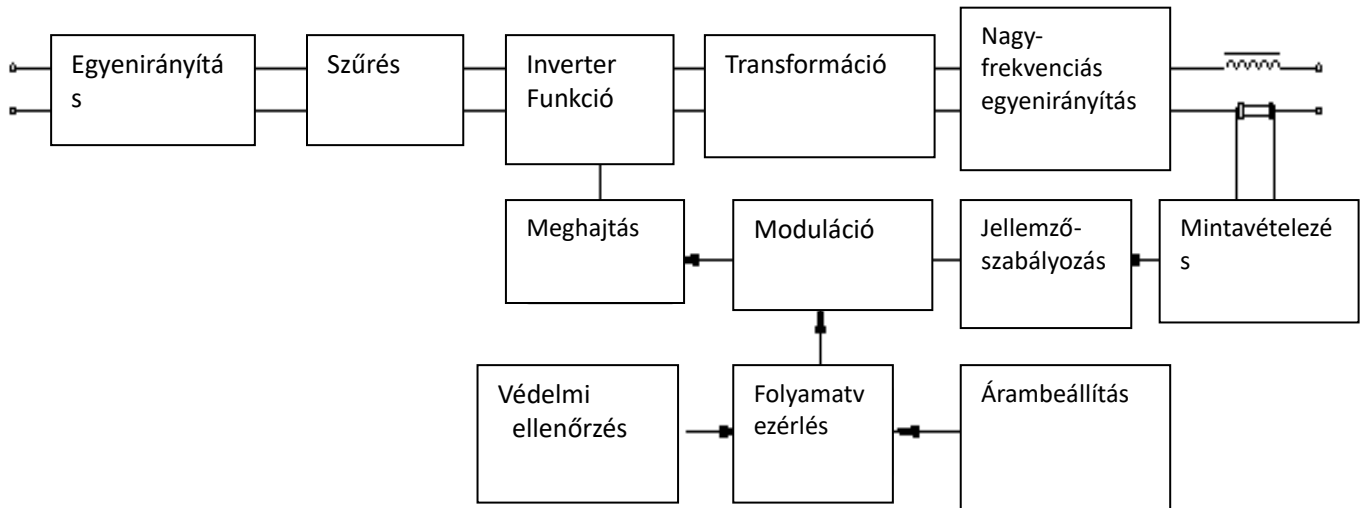 Egyenirányítá
s
Szűrés
Inverter
Funkció
Transformáció
Nagy-
frekvenciás
egyenirányítás
Meghajtás
Moduláció
Jellemző-
szabályozás
Mintavételezé
s
Védelmi
ellenőrzés
Folyamatv
ezérlés
Árambeállítás